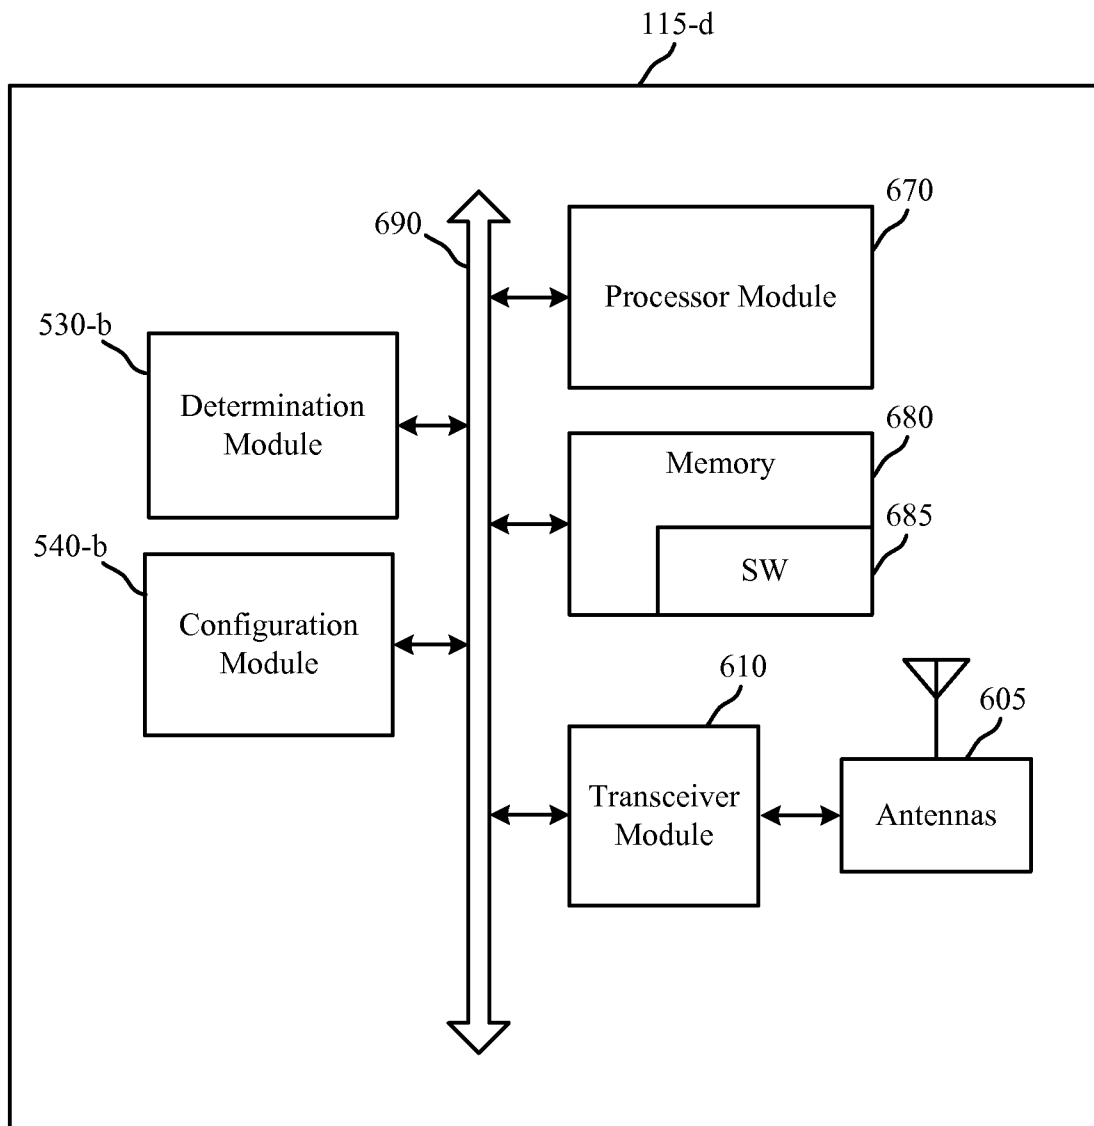 115-d
670
690
Processor Module
530-b
Determination
Module
680
Memory
685
SW
540-b
Configuration
Module
610
605
Transceiver
Module
Antennas